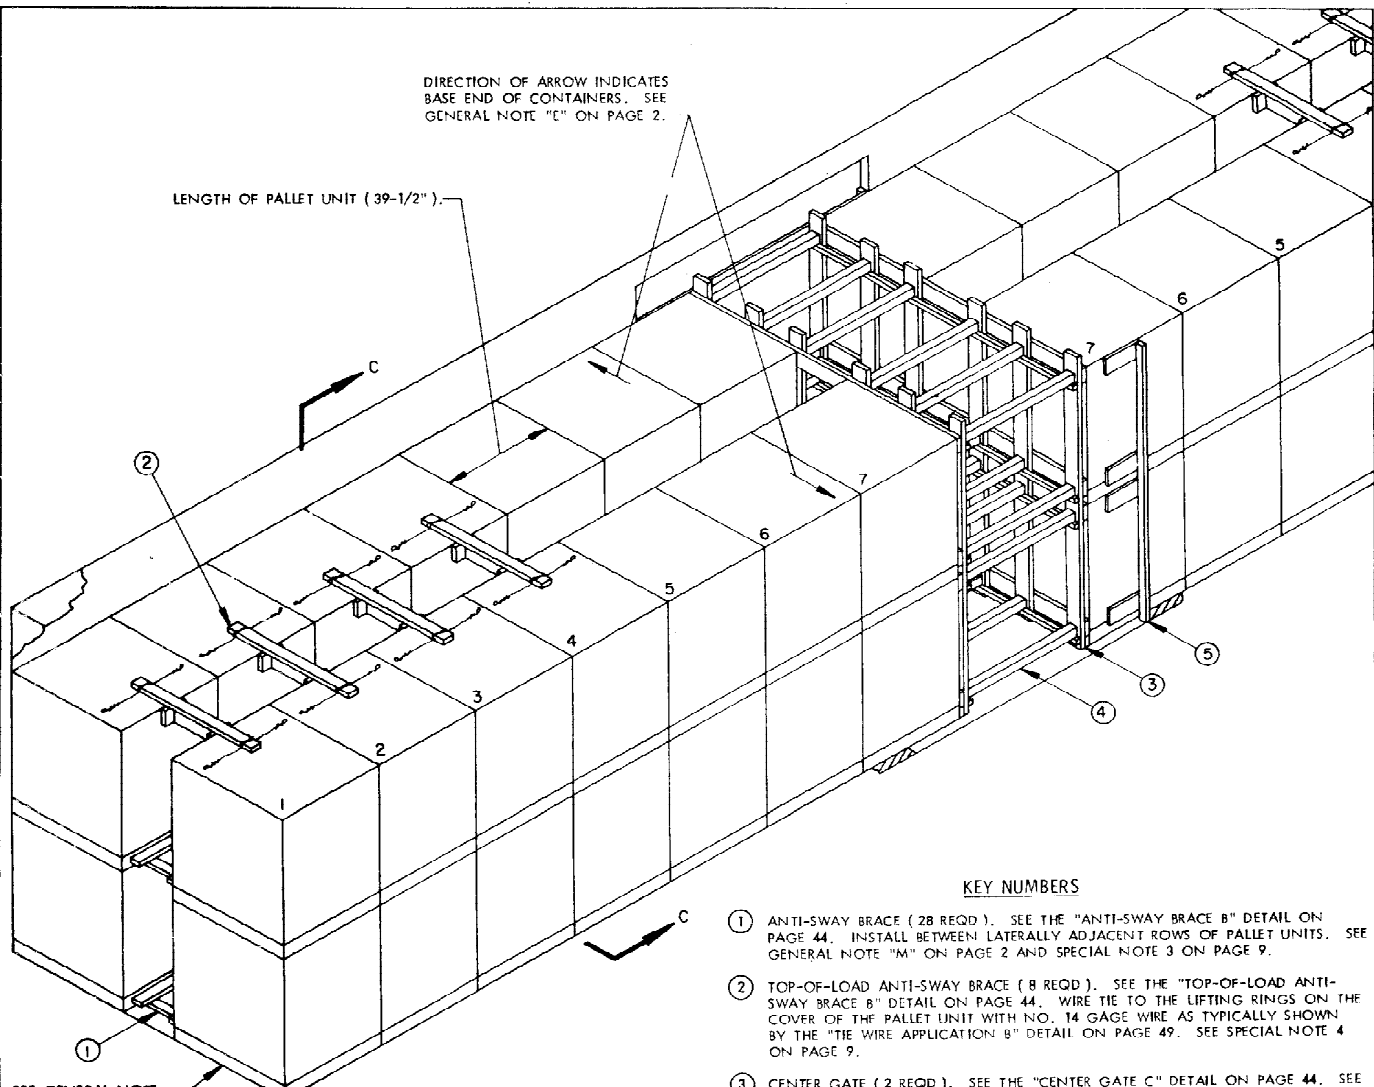 DIRECTION OF ARROW INDICATES
BASE END OF CONTAINERS. SEE
GENERAL NOTE "E" ON PAGE 2.
LENGTH OF PALLET UNIT (39-1/2").
C
2
5
6
7
7
6
5
4
3
2
1
5
3
4
C
1
KEY NUMBERS
1 ANTI-SWAY BRACE (28 REQD). SEE THE "ANTI-SWAY BRACE B" DETAIL ON
PAGE 44. INSTALL BETWEEN LATERALLY ADJACENT ROWS OF PALLET UNITS. SEE
GENERAL NOTE "M" ON PAGE 2 AND SPECIAL NOTE 3 ON PAGE 9.
2 TOP-OF-LOAD ANTI-SWAY BRACE (8 REQD). SEE THE "TOP-OF-LOAD ANTI-
SWAY BRACE B" DETAIL ON PAGE 44. WIRE TIE TO THE LIFTING RINGS ON THE
COVER OF THE PALLET UNIT WITH NO. 14 GAGE WIRE AS TYPICALLY SHOWN
BY THE "TIE WIRE APPLICATION B" DETAIL ON PAGE 49. SEE SPECIAL NOTE 4
ON PAGE 9.
3 CENTER GATE (2 REQD). SEE THE "CENTER GATE C" DETAIL ON PAGE 44. SEE